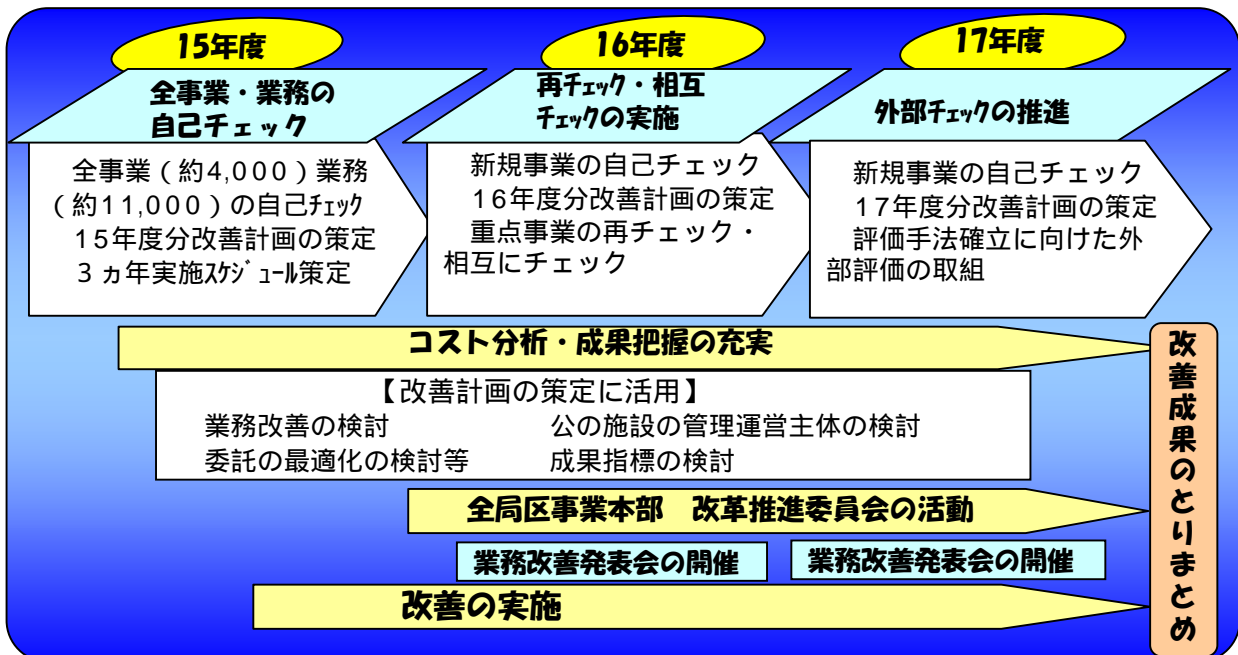 15年度
全事業・業務の
自己チェック
全事業（約4,000）業務
（約11,000）の自己ﾁｪｯｸ
15年度分改善計画の策定
３ヵ年実施ｽｹｼﾞｭｰﾙ策定
16年度
再ﾁｪｯｸ・相互
ﾁｪｯｸの実施
新規事業の自己チェック
16年度分改善計画の策定
重点事業の再チェック・
相互にチェック
17年度
外部ﾁｪｯｸの推進
新規事業の自己チェック
17年度分改善計画の策定
評価手法確立に向けた外
部評価の取組
コスト分析・成果把握の充実
【改善計画の策定に活用】
業務改善の検討　公の施設の管理運営主体の検討
委託の最適化の検討等　成果指標の検討
全局区事業本部　改革推進委員会の活動
業務改善発表会の開催　業務改善発表会の開催
改善の実施
改善成果のとりまとめ